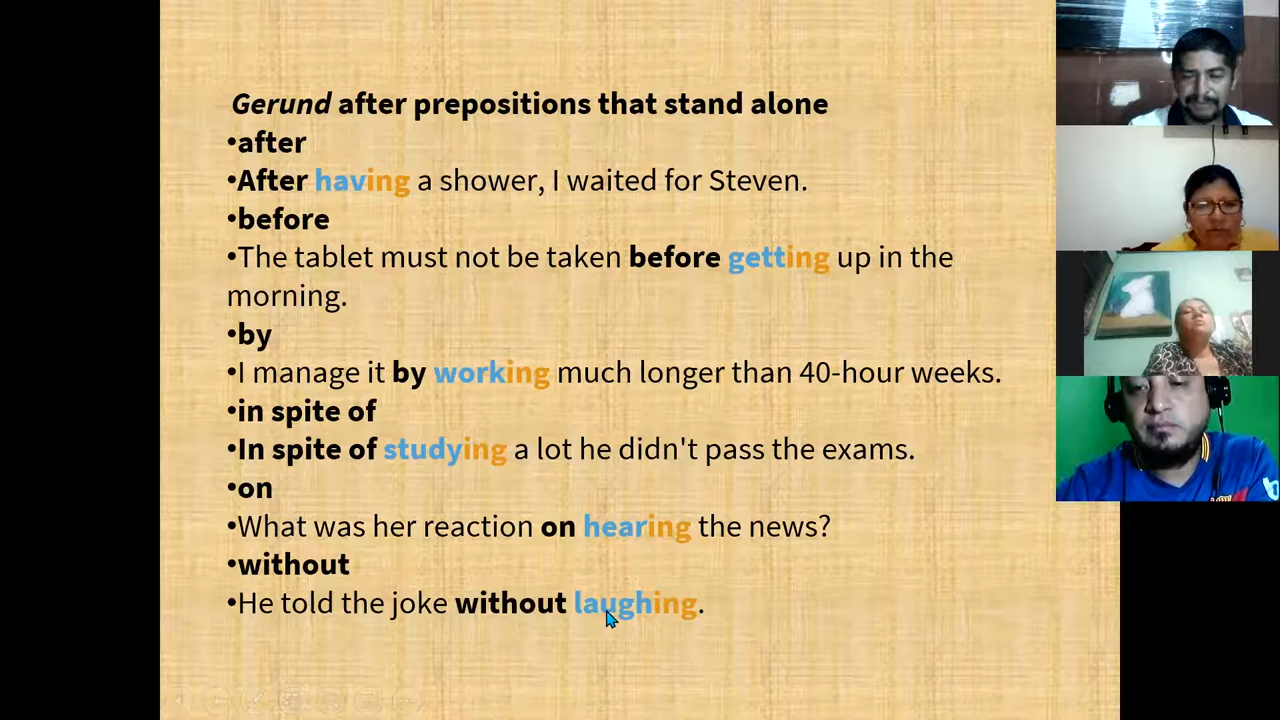 Gerund after prepositions that stand alone
•after
•After having a shower, I waited for Steven.
•before
•The tablet must not be taken before getting up in the
morning.
•by
•I manage it by working much longer than 40-hour weeks.
•in spite of
•In spite of studying a lot he didn't pass the exams.
•on
•What was her reaction on hearing the news?
•without
•He told the joke without laughing.